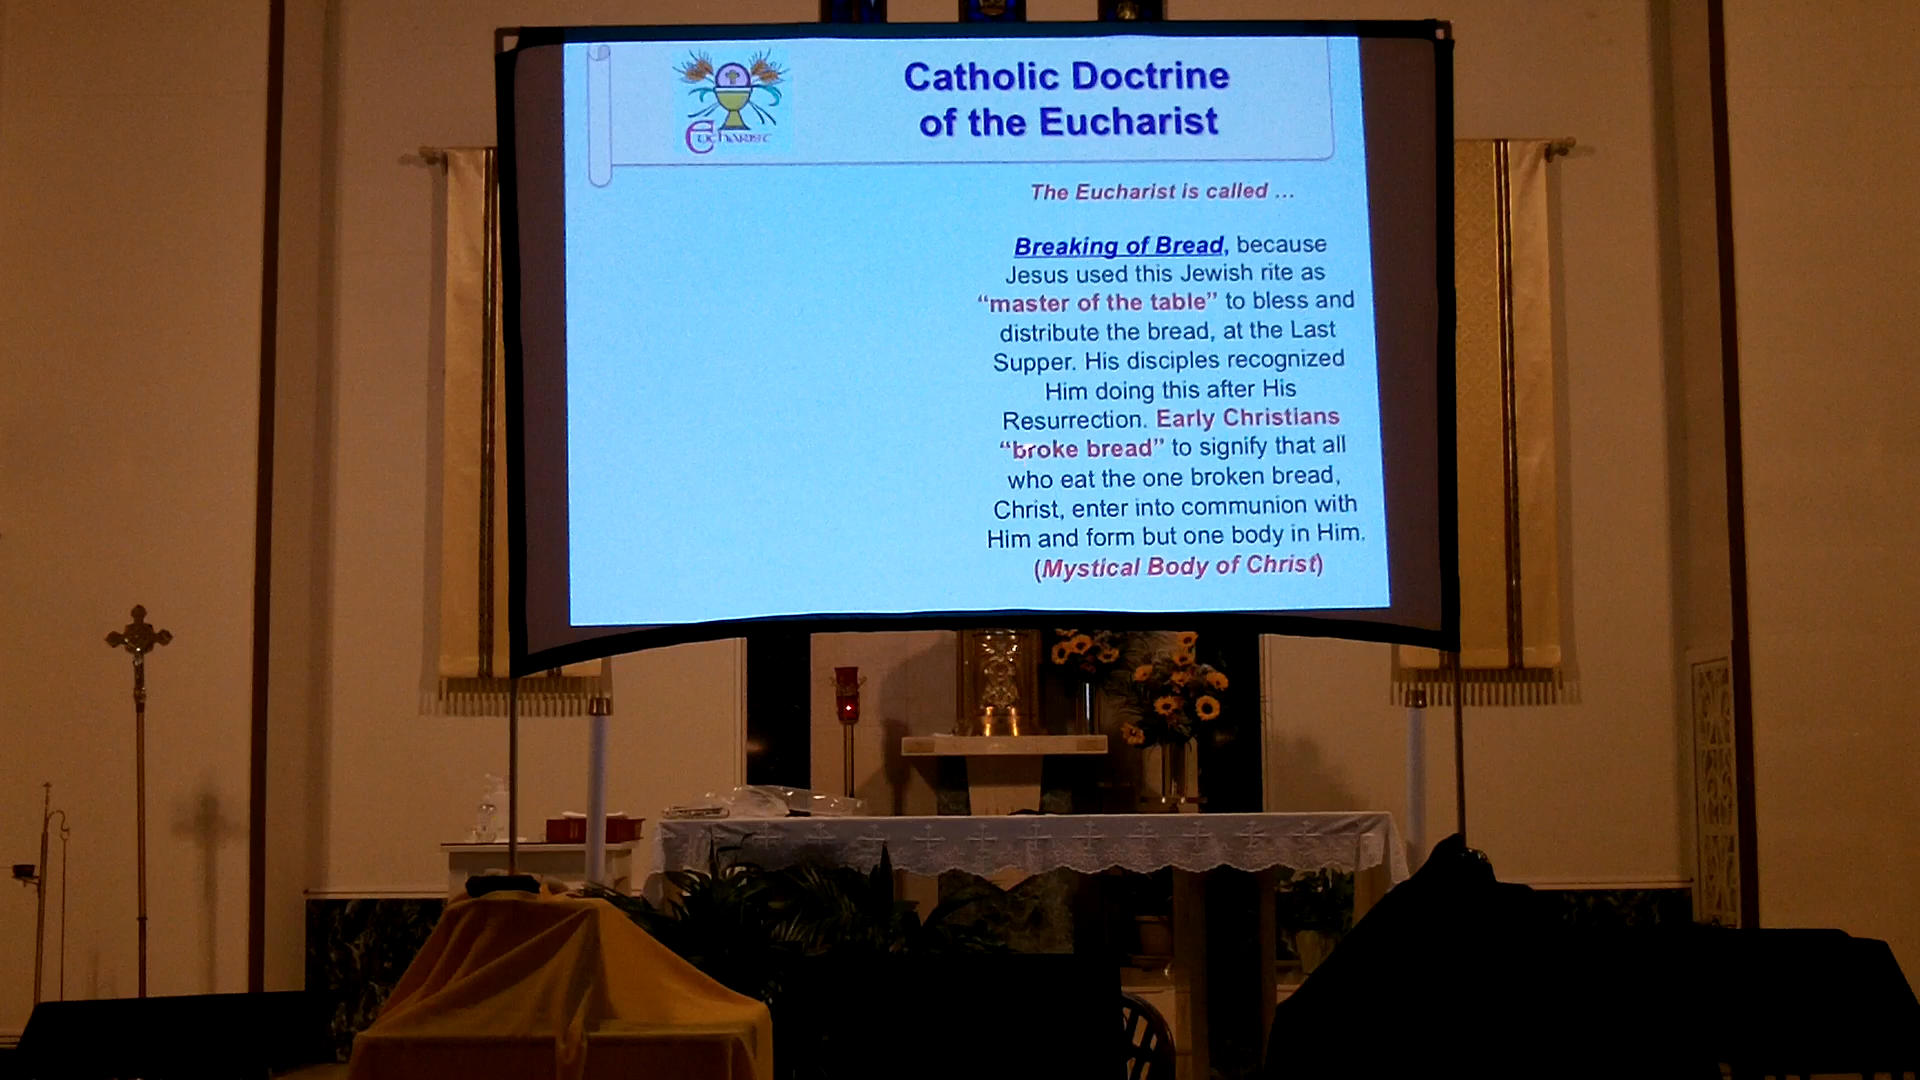 Eucharist
Catholic Doctrine
of the Eucharist
The Eucharist is called ...
Breaking of Bread, because
Jesus used this Jewish rite as
“master of the table” to bless and
distribute the bread, at the Last
Supper. His disciples recognized
Him doing this after His
Resurrection. Early Christians
“broke bread” to signify that all
who eat the one broken bread,
Christ, enter into communion with
Him and form but one body in Him.
(Mystical Body of Christ)